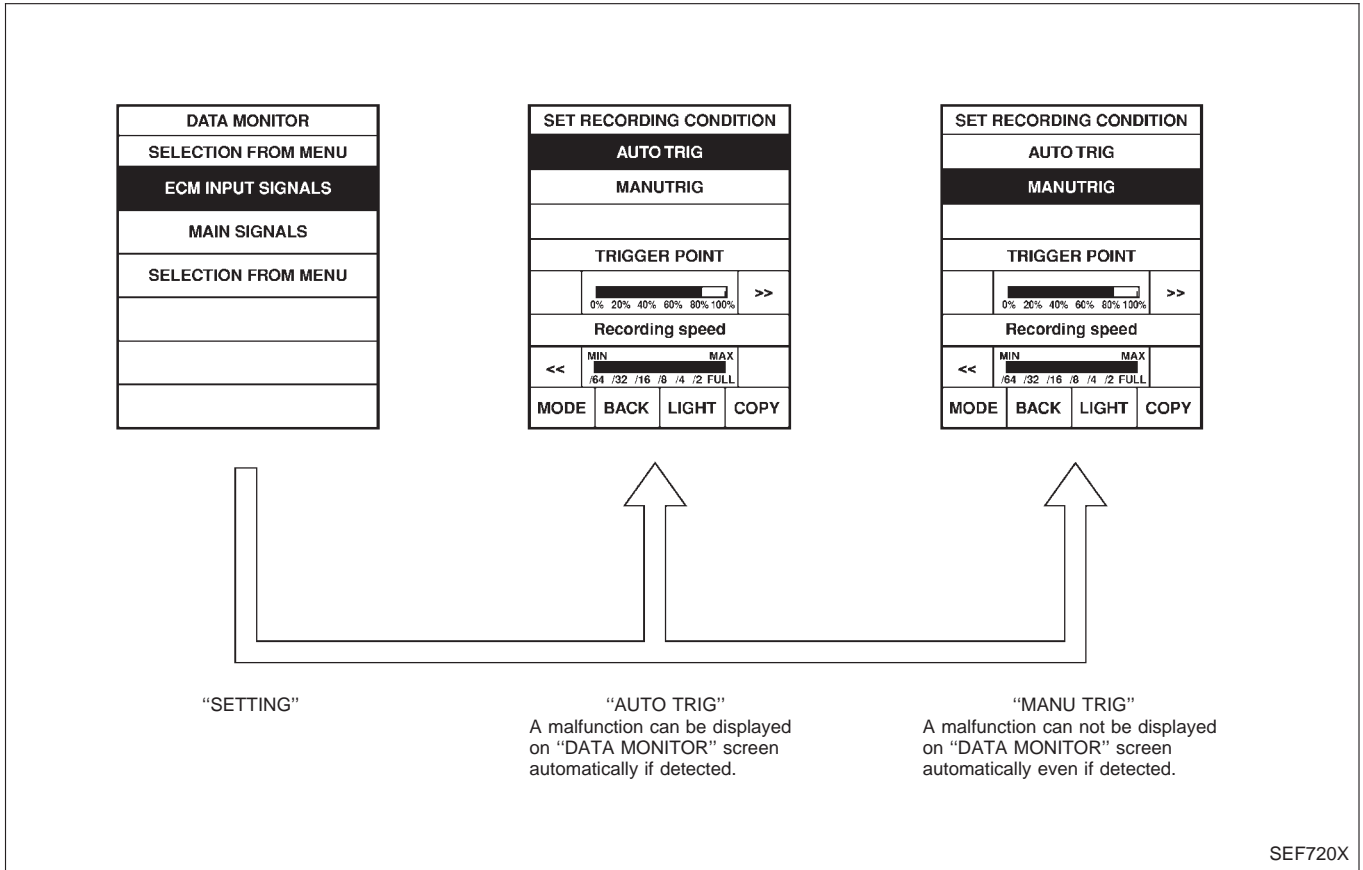 DATA MONITOR
SELECTION FROM MENU
ECM INPUT SIGNALS
MAIN SIGNALS
SELECTION FROM MENU
SET RECORDING CONDITION
AUTO TRIG
MANUTRIG
TRIGGER POINT
>>
0% 20% 40% 60% 80% 100%
Recording speed
MIN MAX
<<
/64 /32 /16 /8 /4 /2 FULL
MODE BACK LIGHT COPY
SET RECORDING CONDITION
AUTO TRIG
MANUTRIG
TRIGGER POINT
>>
0% 20% 40% 60% 80% 100%
Recording speed
MIN MAX
<<
/64 /32 /16 /8 /4 /2 FULL
MODE BACK LIGHT COPY
‘‘SETTING’’
‘‘AUTO TRIG’’
A malfunction can be displayed
on ‘‘DATA MONITOR’’ screen
automatically if detected.
‘‘MANU TRIG’’
A malfunction can not be displayed
on ‘‘DATA MONITOR’’ screen
automatically even if detected.
SEF720X